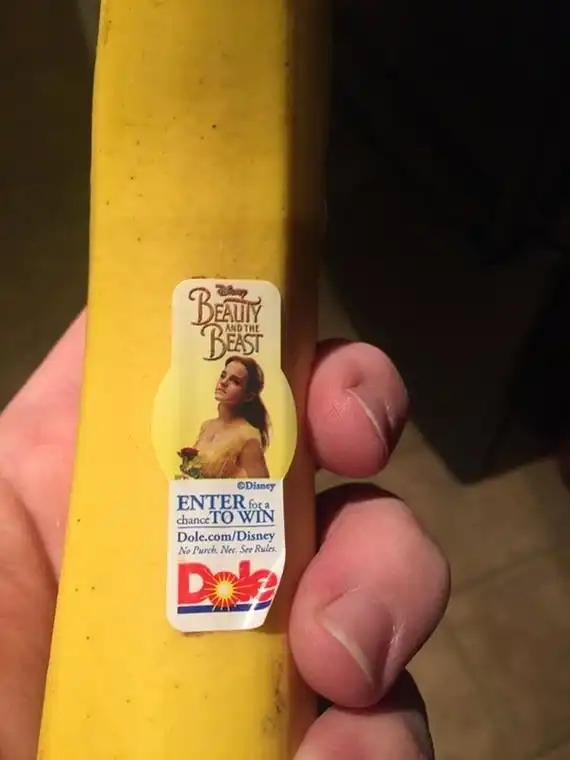 Disney
BEAUTY
AND THE
BEAST
©Disney
ENTER for a
chance TO WIN
Dole.com/Disney
No Purch. Nec. See Rules.
Dole